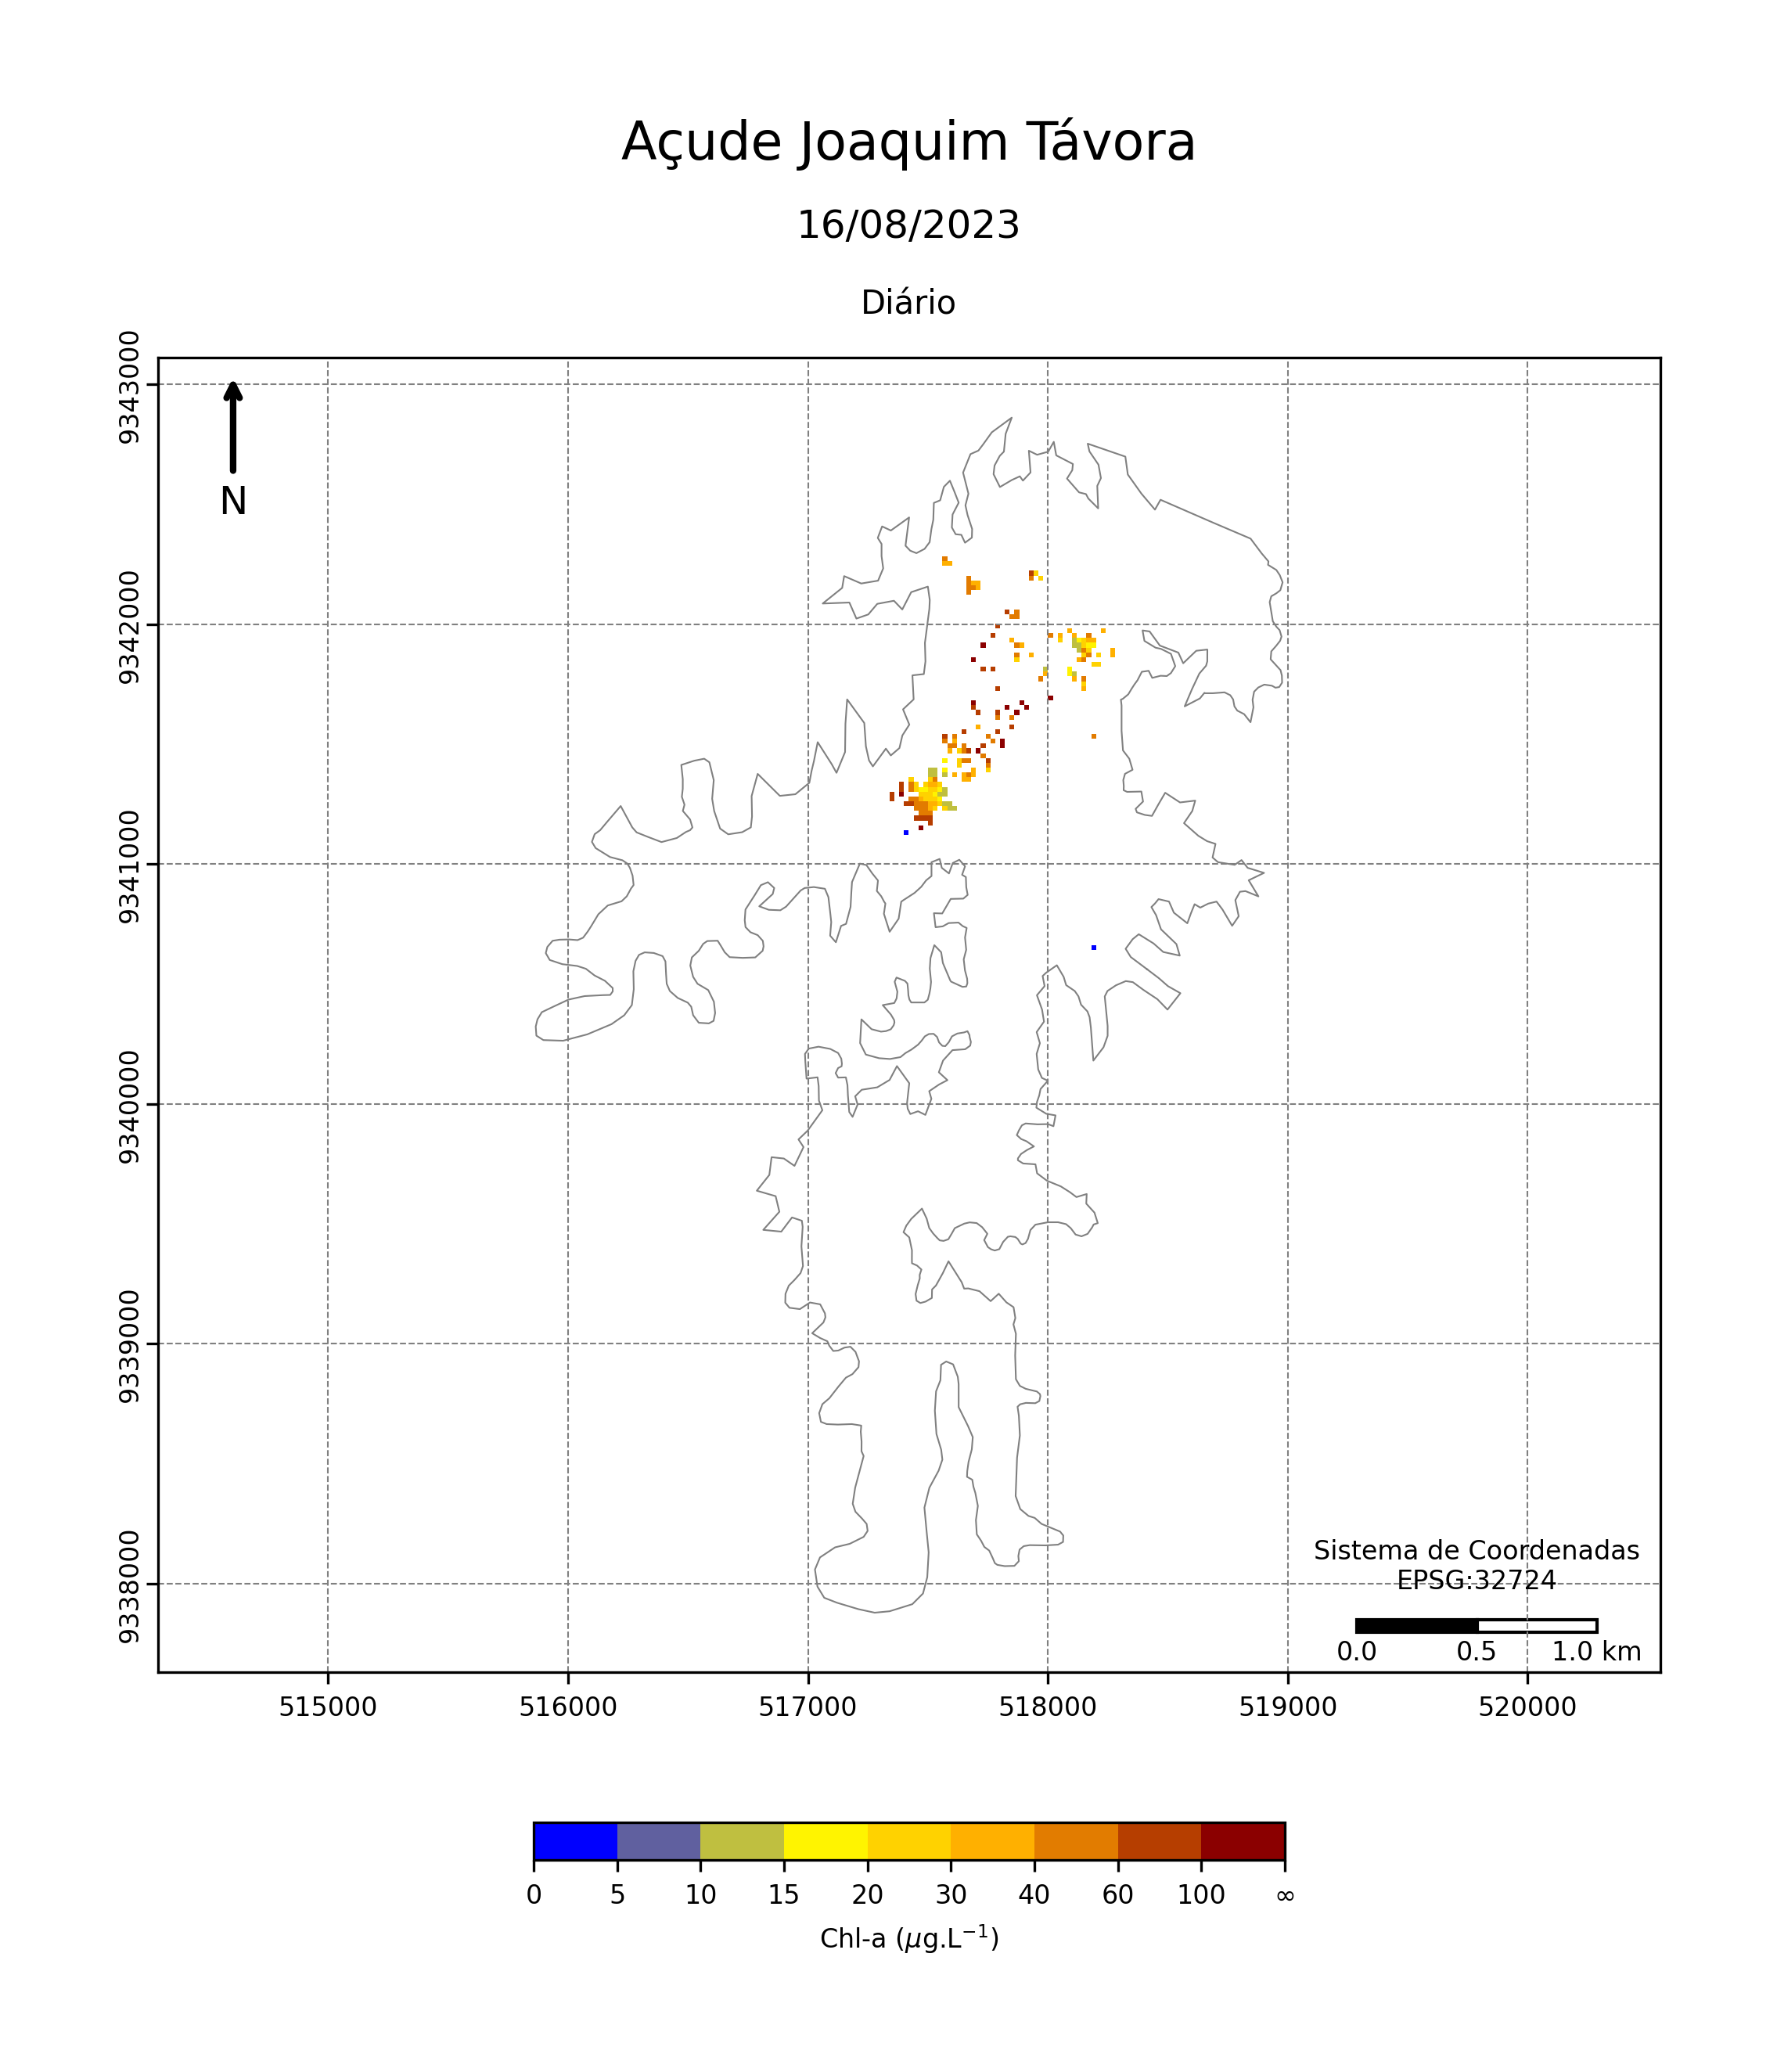 Açude Joaquim Távora
16/08/2023
Diário
N
9343000
9342000
9341000
9340000
9339000
9338000
Sistema de Coordenadas
EPSG:32724
0.0 0.5 1.0 km
515000 516000 517000 518000 519000 520000
0 5 10 15 20 30 40 60 100 ∞
Chl-a (μg.L⁻¹)